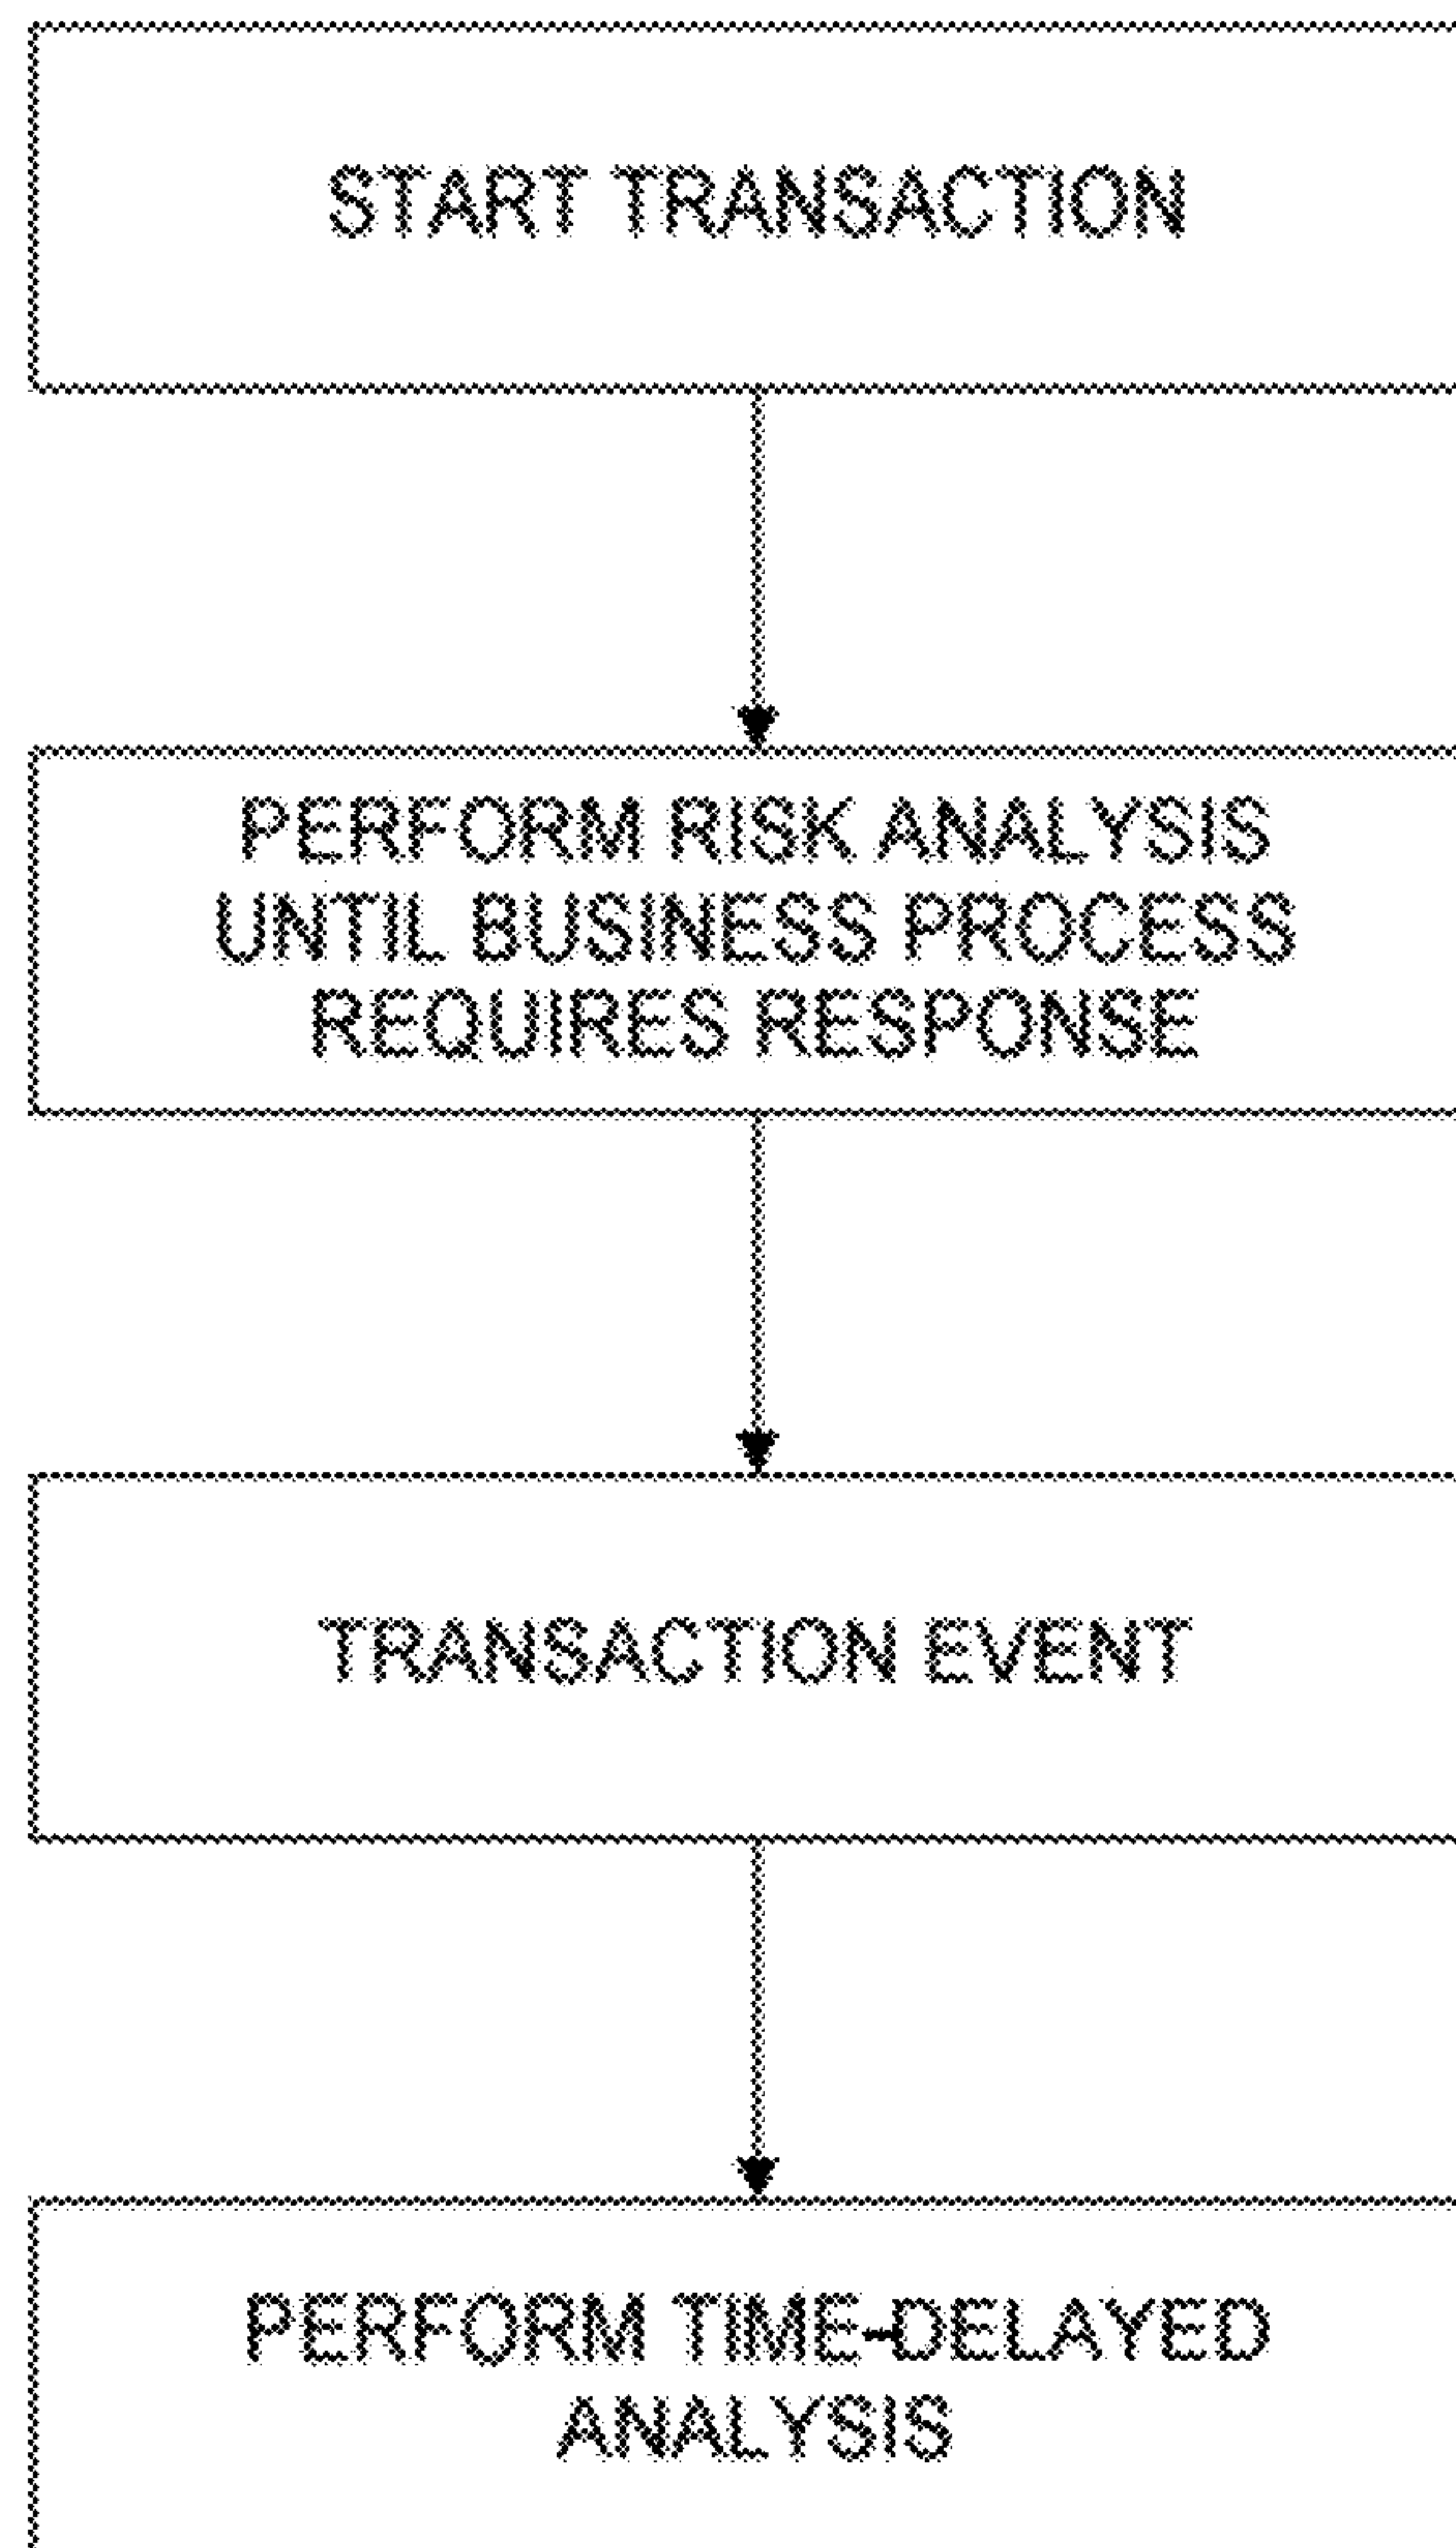 START TRANSACTION
PERFORM RISK ANALYSIS
UNTIL BUSINESS PROCESS
REQUIRES RESPONSE
TRANSACTION EVENT
PERFORM TIME-DELAYED
ANALYSIS